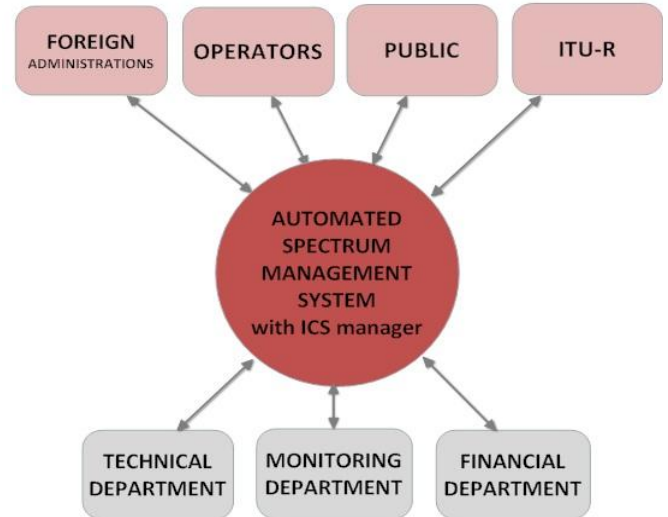 FOREIGN
ADMINISTRATIONS
OPERATORS
PUBLIC
ITU-R
AUTOMATED
SPECTRUM
MANAGEMENT
SYSTEM
with ICS manager
TECHNICAL
DEPARTMENT
MONITORING
DEPARTMENT
FINANCIAL
DEPARTMENT